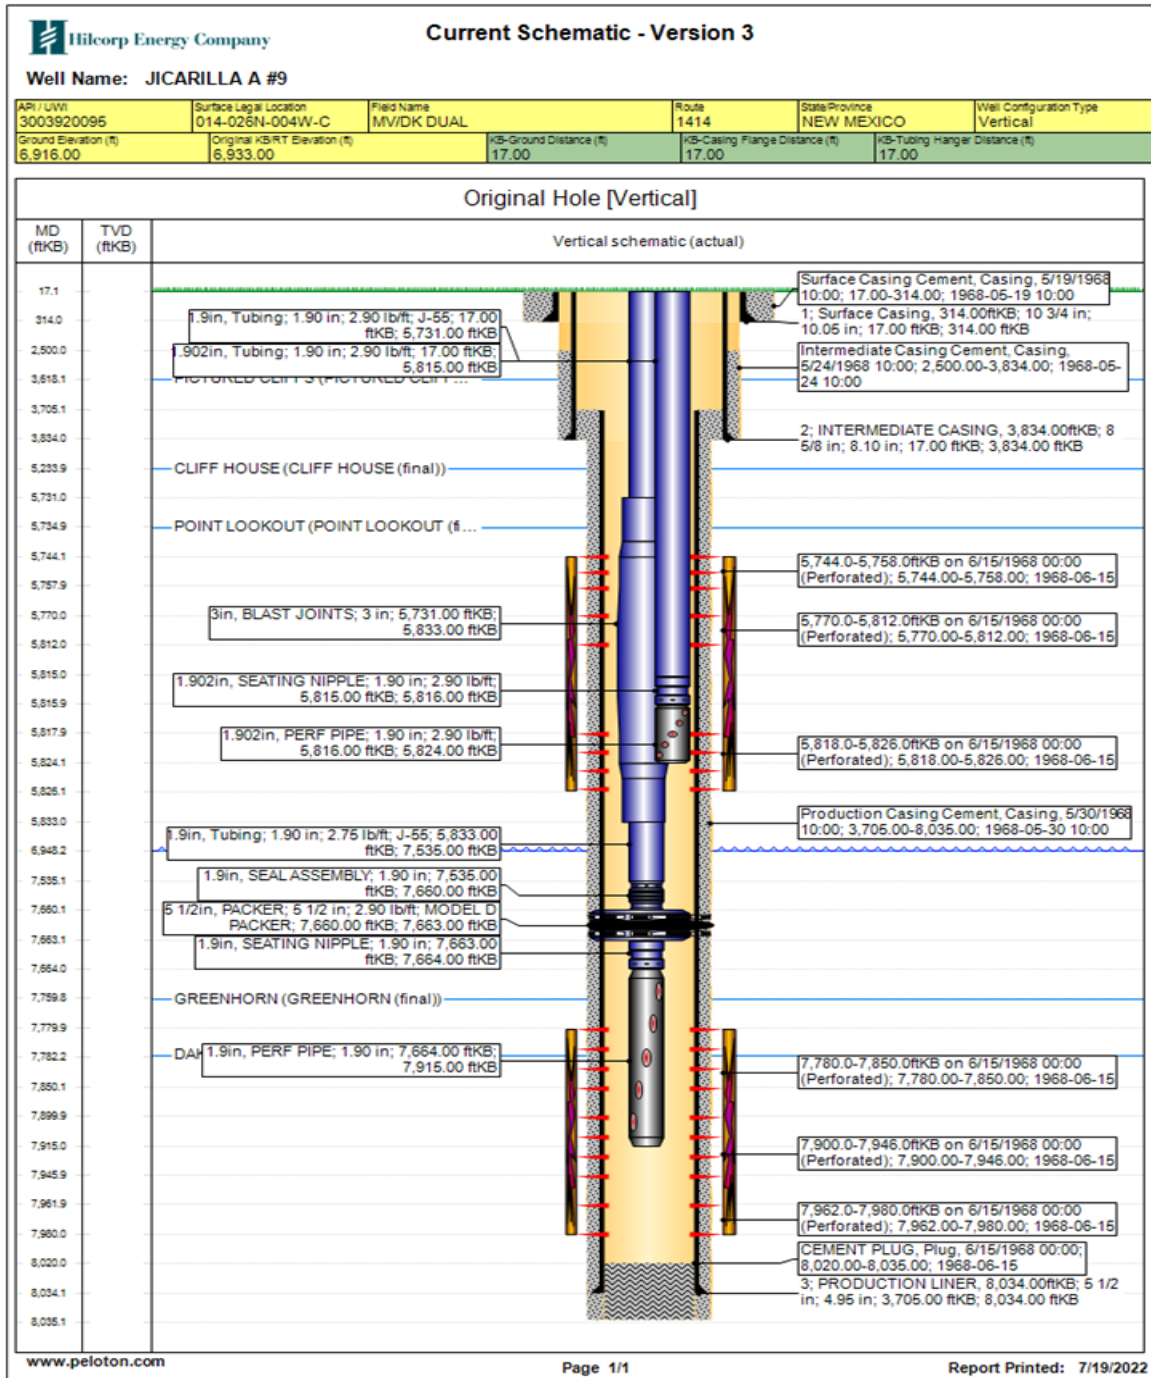 Hilcorp Energy Company
Current Schematic - Version 3
Well Name: JICARILLA A #9
API / UWI
3003920095
Surface Legal Location
014-026N-004W-C
Field Name
MV/DK DUAL
Route
1414
State/Province
NEW MEXICO
Well Configuration Type
Vertical
Ground Elevation (ft)
6,916.00
Original KB/RT Elevation (ft)
6,933.00
KB-Ground Distance (ft)
17.00
KB-Casing Flange Distance (ft)
17.00
KB-Tubing Hanger Distance (ft)
17.00
Original Hole [Vertical]
MD
(ftKB)
TVD
(ftKB)
Vertical schematic (actual)
17.1
314.0
2,500.0
3,618.1
3,705.1
3,834.0
5,233.9
5,731.0
5,734.9
5,744.1
5,757.9
5,770.0
5,812.0
5,815.0
5,815.9
5,817.9
5,824.1
5,826.1
5,833.0
6,948.2
7,535.1
7,660.1
7,663.1
7,664.0
7,759.8
7,779.9
7,782.2
7,850.1
7,899.9
7,915.0
7,945.9
7,961.9
7,980.0
8,020.0
8,034.1
8,035.1
1.9in, Tubing; 1.90 in; 2.90 lb/ft; J-55; 17.00
ftKB; 5,731.00 ftKB
1.902in, Tubing; 1.90 in; 2.90 lb/ft; 17.00 ftKB;
5,815.00 ftKB
PICTURED CLIFFS (PICTURED CLIFF ...
CLIFF HOUSE (CLIFF HOUSE (final))
POINT LOOKOUT (POINT LOOKOUT (fi...
3in, BLAST JOINTS; 3 in; 5,731.00 ftKB;
5,833.00 ftKB
1.902in, SEATING NIPPLE; 1.90 in; 2.90 lb/ft;
5,815.00 ftKB; 5,816.00 ftKB
1.902in, PERF PIPE; 1.90 in; 2.90 lb/ft;
5,816.00 ftKB; 5,824.00 ftKB
1.9in, Tubing; 1.90 in; 2.75 lb/ft; J-55; 5,833.00
ftKB; 7,535.00 ftKB
1.9in, SEAL ASSEMBLY; 1.90 in; 7,535.00
ftKB; 7,660.00 ftKB
5 1/2in, PACKER; 5 1/2 in; 2.90 lb/ft; MODEL D
PACKER; 7,660.00 ftKB; 7,663.00 ftKB
1.9in, SEATING NIPPLE; 1.90 in; 7,663.00
ftKB; 7,664.00 ftKB
GREENHORN (GREENHORN (final))
DAK
1.9in, PERF PIPE; 1.90 in; 7,664.00 ftKB;
7,915.00 ftKB
Surface Casing Cement, Casing, 5/19/1968
10:00; 17.00-314.00; 1968-05-19 10:00
1; Surface Casing, 314.00ftKB; 10 3/4 in;
10.05 in; 17.00 ftKB; 314.00 ftKB
Intermediate Casing Cement, Casing,
5/24/1968 10:00; 2,500.00-3,834.00; 1968-05-
24 10:00
2; INTERMEDIATE CASING, 3,834.00ftKB; 8
5/8 in; 8.10 in; 17.00 ftKB; 3,834.00 ftKB
5,744.0-5,758.0ftKB on 6/15/1968 00:00
(Perforated); 5,744.00-5,758.00; 1968-06-15
5,770.0-5,812.0ftKB on 6/15/1968 00:00
(Perforated); 5,770.00-5,812.00; 1968-06-15
5,818.0-5,826.0ftKB on 6/15/1968 00:00
(Perforated); 5,818.00-5,826.00; 1968-06-15
Production Casing Cement, Casing, 5/30/1968
10:00; 3,705.00-8,035.00; 1968-05-30 10:00
7,780.0-7,850.0ftKB on 6/15/1968 00:00
(Perforated); 7,780.00-7,850.00; 1968-06-15
7,900.0-7,946.0ftKB on 6/15/1968 00:00
(Perforated); 7,900.00-7,946.00; 1968-06-15
7,962.0-7,980.0ftKB on 6/15/1968 00:00
(Perforated); 7,962.00-7,980.00; 1968-06-15
CEMENT PLUG, Plug, 6/15/1968 00:00;
8,020.00-8,035.00; 1968-06-15
3; PRODUCTION LINER, 8,034.00ftKB; 5 1/2
in; 4.95 in; 3,705.00 ftKB; 8,034.00 ftKB
www.peloton.com
Page 1/1
Report Printed: 7/19/2022